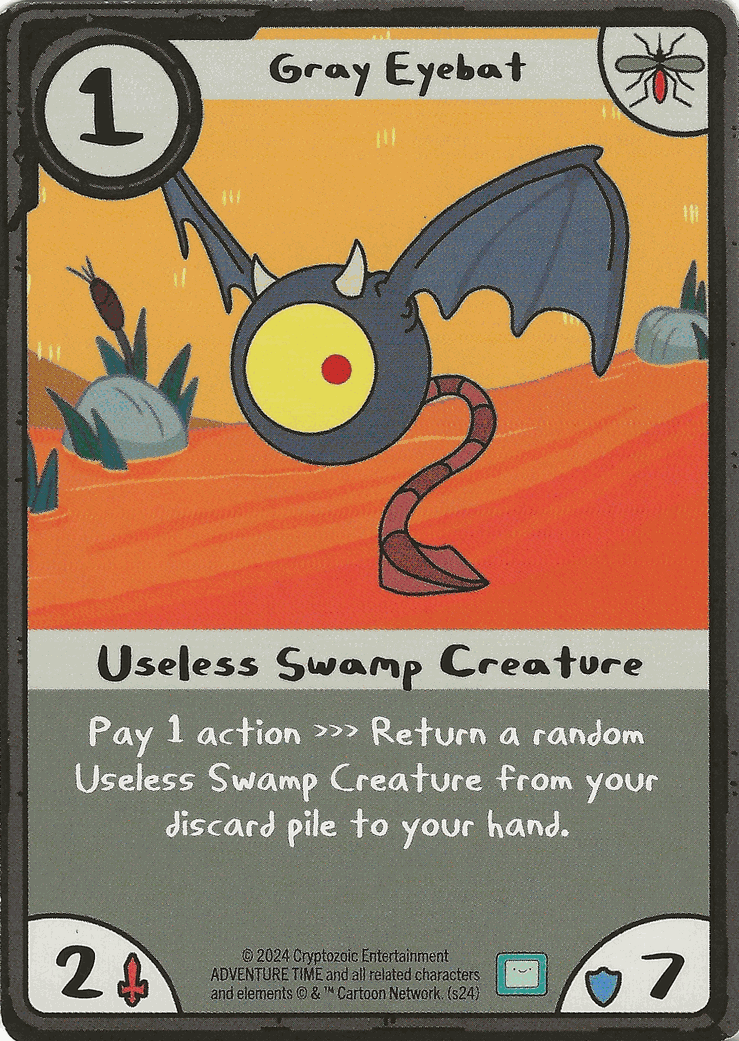 1
Gray Eyebat
Useless Swamp Creature
Pay 1 action >>> Return a random
Useless Swamp Creature from your
discard pile to your hand.
2
© 2024 Cryptozoic Entertainment
ADVENTURE TIME and all related characters
and elements © & ™ Cartoon Network. (s24)
7